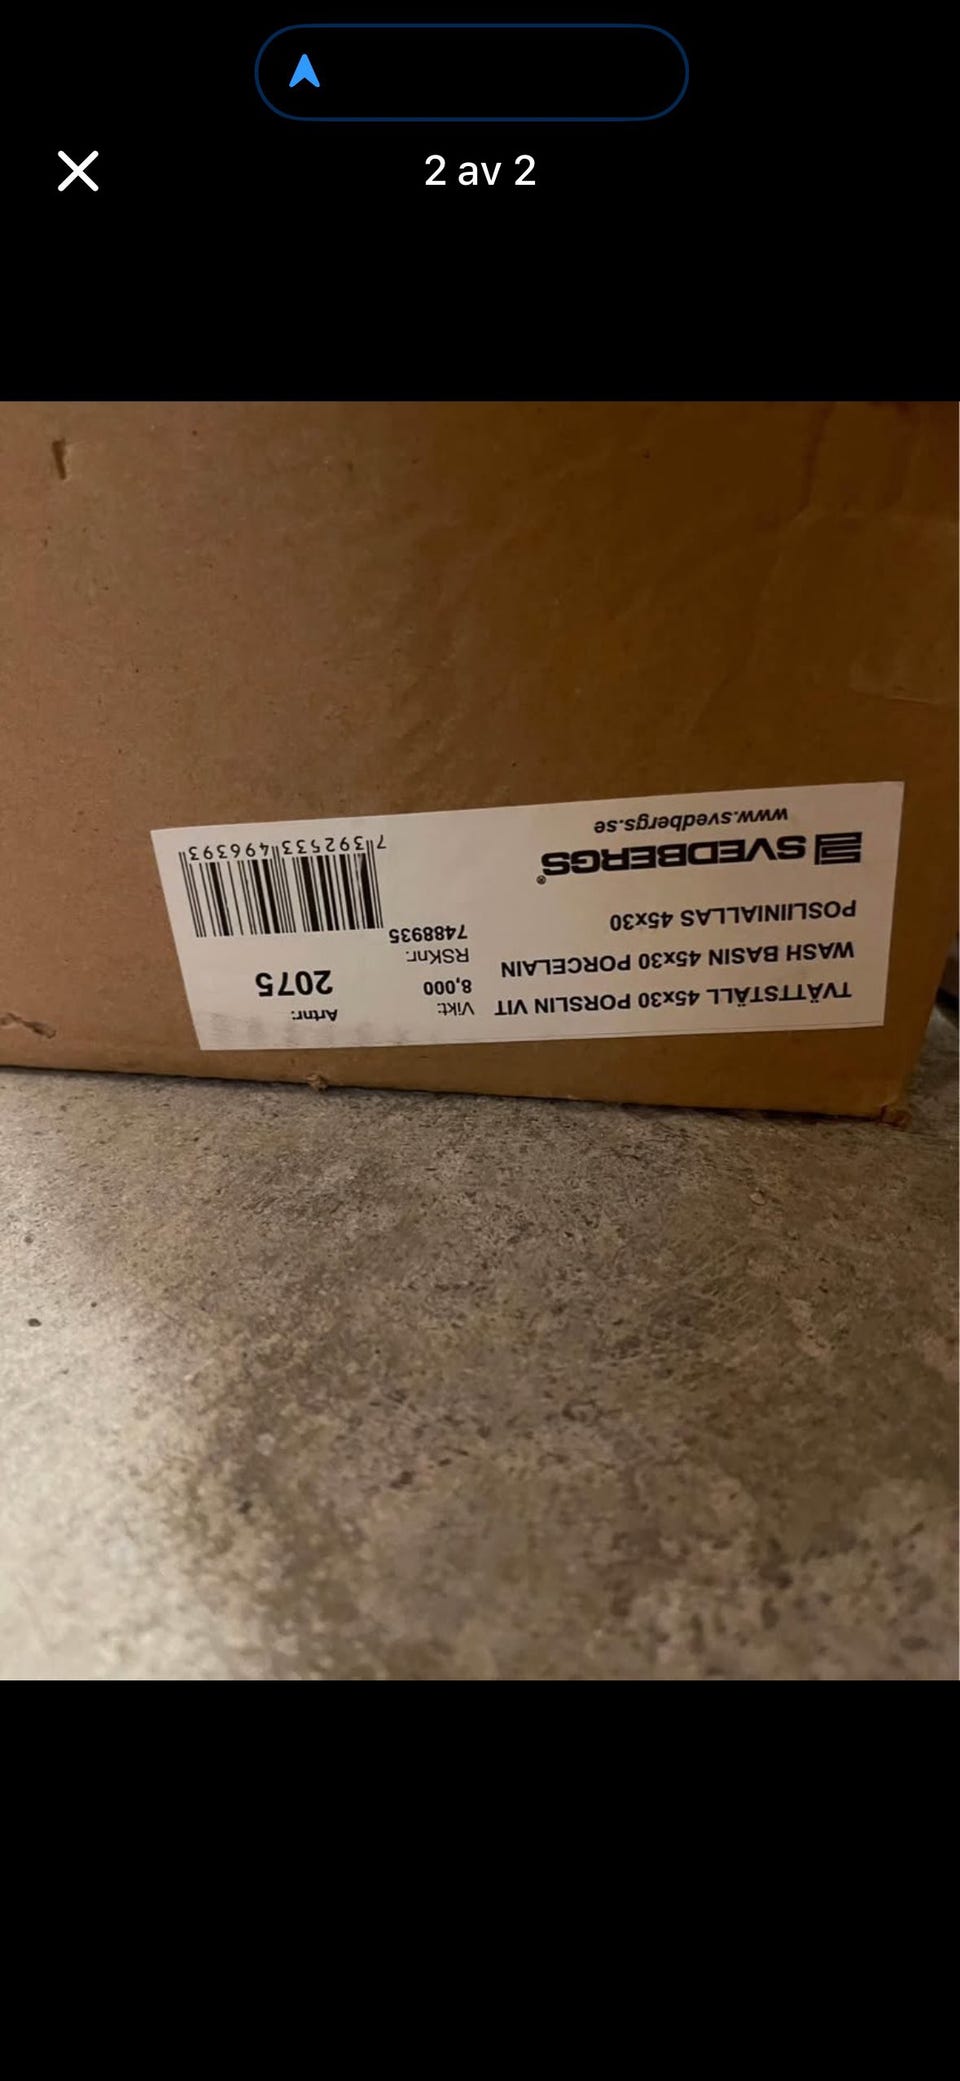 2 av 2
TVÄTTSTÄLL 45x30 PORSLIN VIT
WASH BASIN 45x30 PORCELAIN
POSLIINIALLAS 45x30
SVEDBERGS®
www.svedbergs.se
Vikt:
8,000
RSKnr:
7488935
Artnr:
2075
7 392533 496393